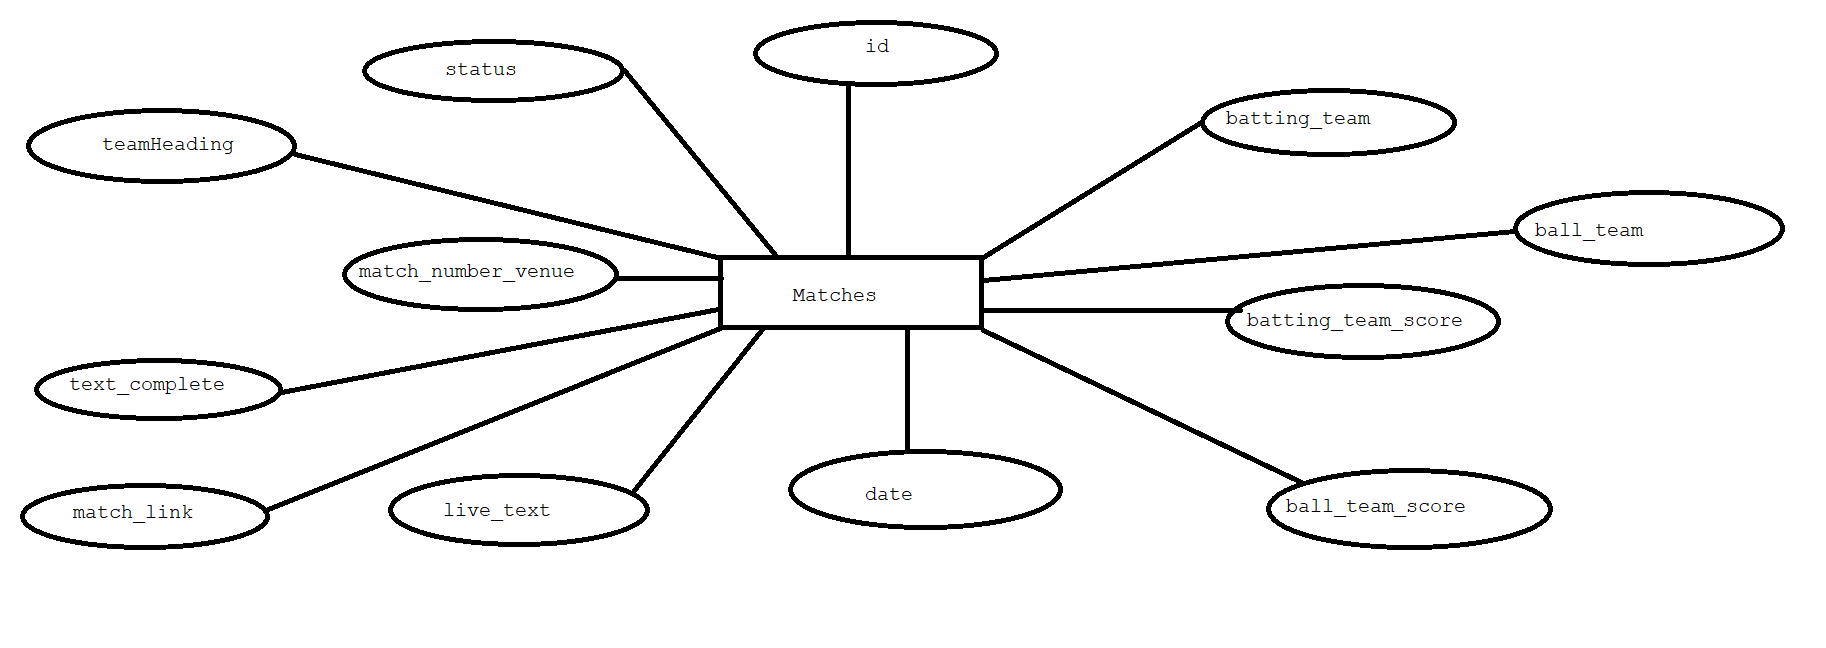 id
status
batting_team
teamHeading
ball_team
match_number_venue
Matches
batting_team_score
text_complete
match_link
live_text
date
ball_team_score